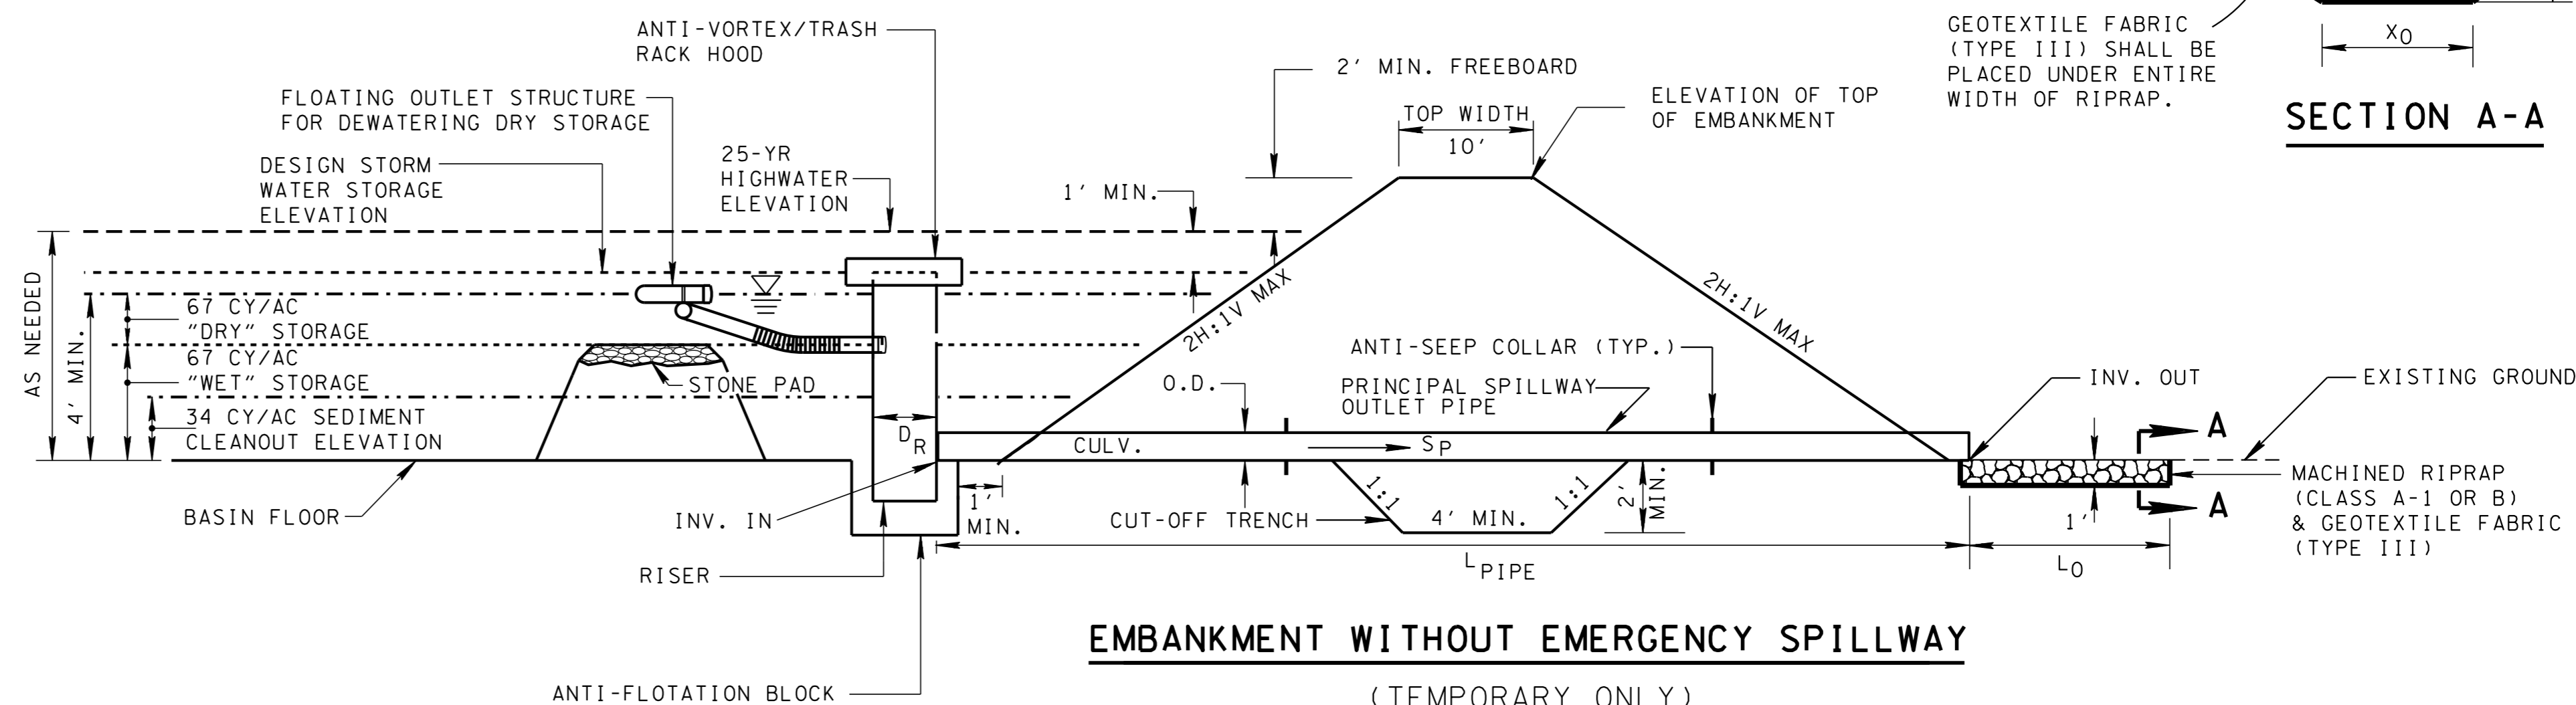 ANTI-VORTEX/TRASH
RACK HOOD
FLOATING OUTLET STRUCTURE
FOR DEWATERING DRY STORAGE
DESIGN STORM
WATER STORAGE
ELEVATION
25-YR
HIGHWATER
ELEVATION
2' MIN. FREEBOARD
TOP WIDTH
10'
ELEVATION OF TOP
OF EMBANKMENT
GEOTEXTILE FABRIC
(TYPE III) SHALL BE
PLACED UNDER ENTIRE
WIDTH OF RIPRAP.
XO
SECTION A-A
1' MIN.
AS NEEDED
4' MIN.
67 CY/AC
"DRY" STORAGE
67 CY/AC
"WET" STORAGE
34 CY/AC SEDIMENT
CLEANOUT ELEVATION
STONE PAD
2H:1V MAX
2H:1V MAX
ANTI-SEEP COLLAR (TYP.)
O.D.
PRINCIPAL SPILLWAY
OUTLET PIPE
INV. OUT
EXISTING GROUND
DR
CULV.
SP
A
A
BASIN FLOOR
INV. IN
1'
MIN.
CUT-OFF TRENCH
1:1
4' MIN.
1:1
2'
MIN.
1'
MACHINED RIPRAP
(CLASS A-1 OR B)
& GEOTEXTILE FABRIC
(TYPE III)
RISER
LPIPE
LO
EMBANKMENT WITHOUT EMERGENCY SPILLWAY
(TEMPORARY ONLY)
ANTI-FLOTATION BLOCK